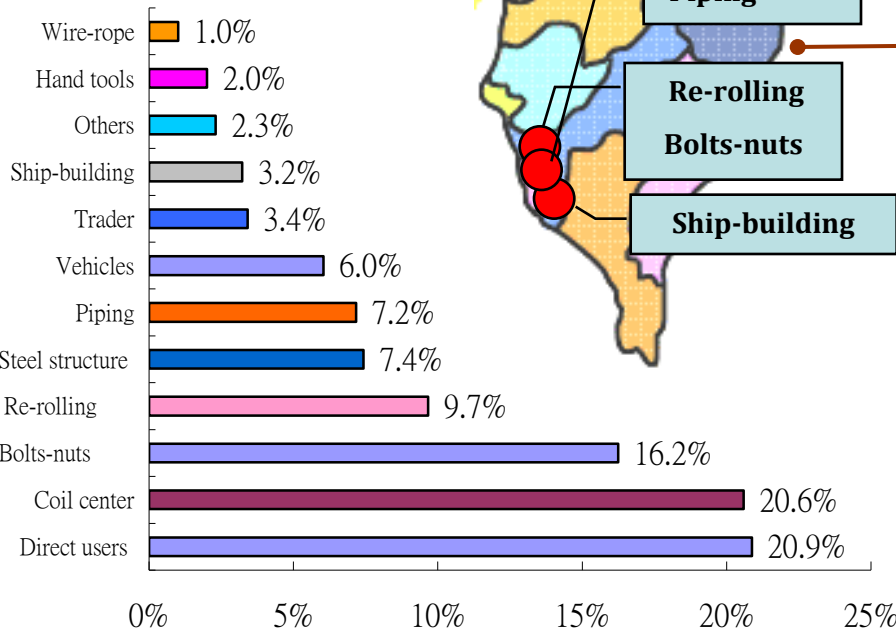 Piping
Wire-rope 1.0%
Hand tools 2.0%
Re-rolling
Bolts-nuts
Others 2.3%
Ship-building 3.2%
Trader 3.4%
Ship-building
Vehicles 6.0%
Piping 7.2%
Steel structure 7.4%
Re-rolling 9.7%
Bolts-nuts 16.2%
Coil center 20.6%
Direct users 20.9%
0% 5% 10% 15% 20% 25%